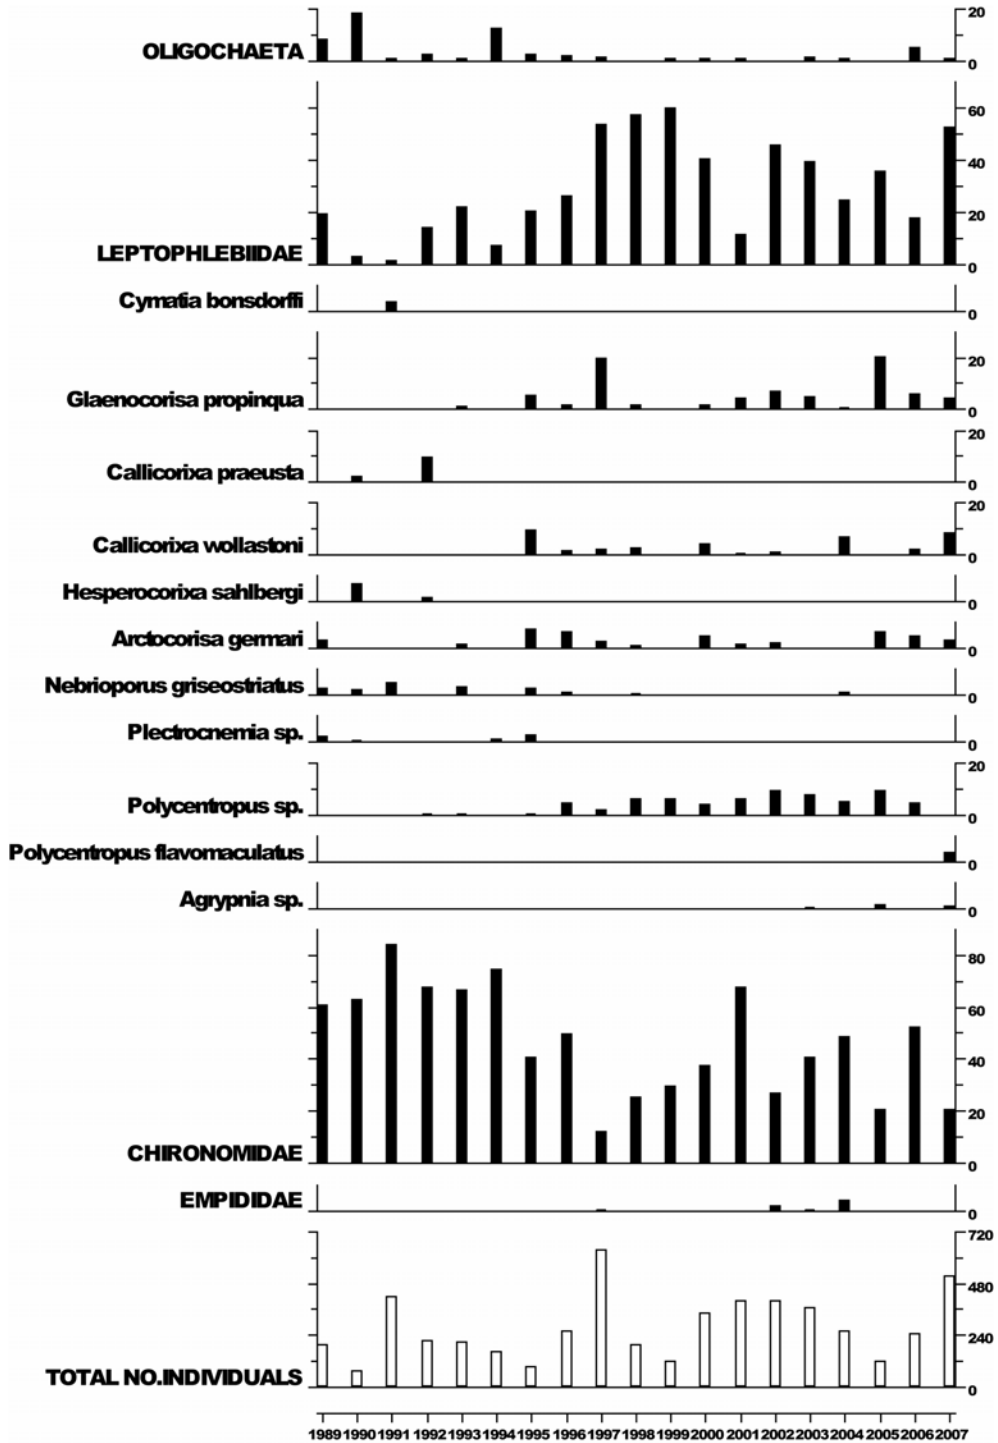 20
OLIGOCHAETA
0
60
40
20
LEPTOPHLEBIIDAE
0
Cymatia bonsdorffi
0
20
Glaenocorisa propinqua
0
20
Callicorixa praeusta
0
20
Callicorixa wollastoni
0
Hesperocorixa sahlbergi
0
Arctocorisa germari
0
Nebrioporus griseostriatus
0
Plectrocnemia sp.
0
20
Polycentropus sp.
0
Polycentropus flavomaculatus
0
Agrypnia sp.
0
80
60
40
20
CHIRONOMIDAE
0
EMPIDIDAE
0
720
480
240
TOTAL NO.INDIVIDUALS
0
1989 1990 1991 1992 1993 1994 1995 1996 1997 1998 1999 2000 2001 2002 2003 2004 2005 2006 2007